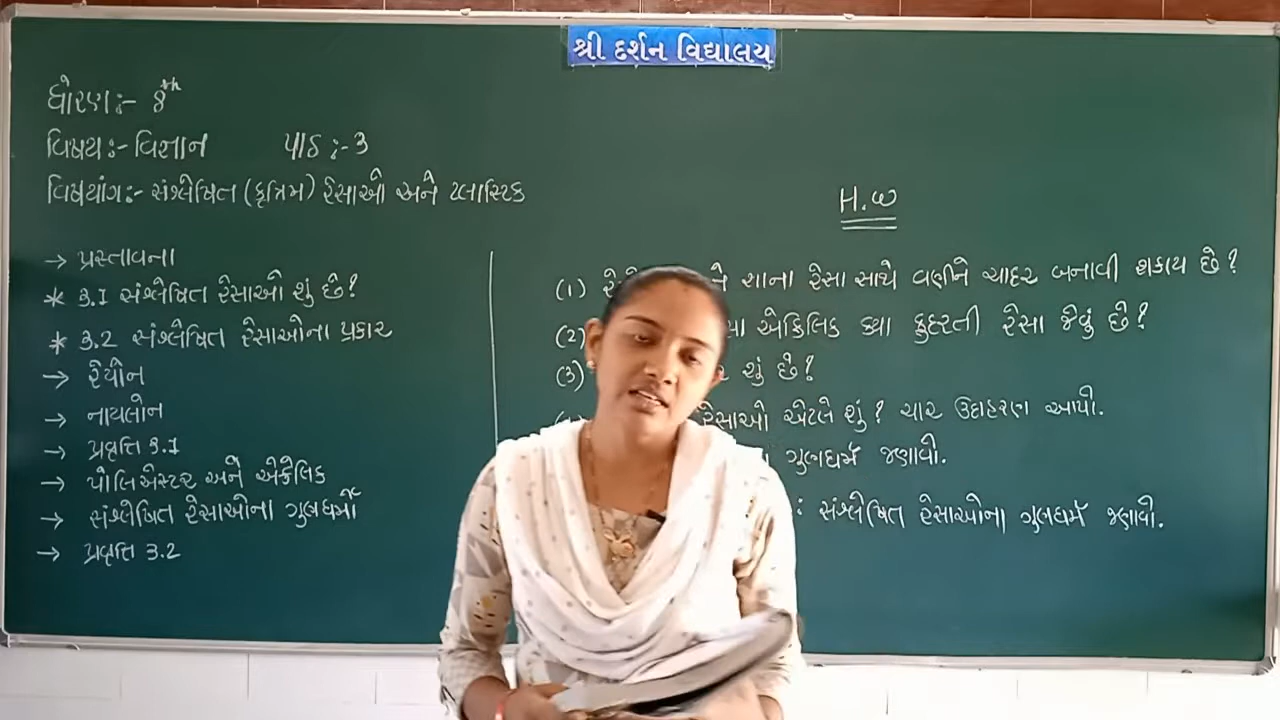 શ્રી દર્શન વિદ્યાલય
ધોરણ:- 8th
વિષય:- વિજ્ઞાન પાઠ :- 3
વિષયાંગ:- સંશ્લેષિત (કૃત્રિમ) રેસાઓ અને પ્લાસ્ટિક
→ પ્રસ્તાવના
* 3.1 સંશ્લેષિત રેસાઓ શું છે?
* 3.2 સંશ્લેષિત રેસાઓના પ્રકાર
→ રેયોન
→ નાયલોન
→ પ્રવૃત્તિ 3.1
→ પોલિએસ્ટર અને એક્રેલિક
→ સંશ્લેષિત રેસાઓના ગુણધર્મો
→ પ્રવૃત્તિ 3.2
H.W
(1) શાના રેસા સાથે વણીને ચાદર બનાવી શકાય છે?
(2) એક્રિલિક ક્યા કુદરતી રેસા જેવું છે?
(3) શું છે?
રેસાઓ એટલે શું? ચાર ઉદાહરણ આપો.
ગુણધર્મ જણાવો.
: સંશ્લેષિત રેસાઓના ગુણધર્મ જણાવો.